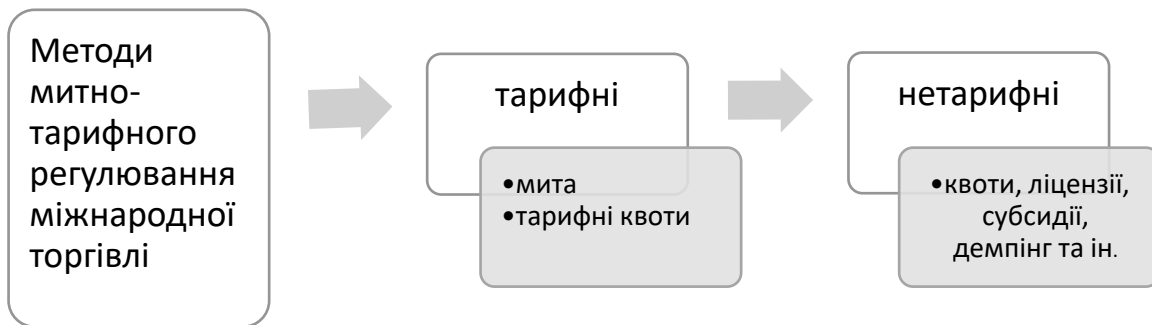 Методи
митно-
тарифного
регулювання
міжнародної
торгівлі
тарифні
•мита
•тарифні квоти
нетарифні
•квоти, ліцензії,
субсидії,
демпінг та ін.